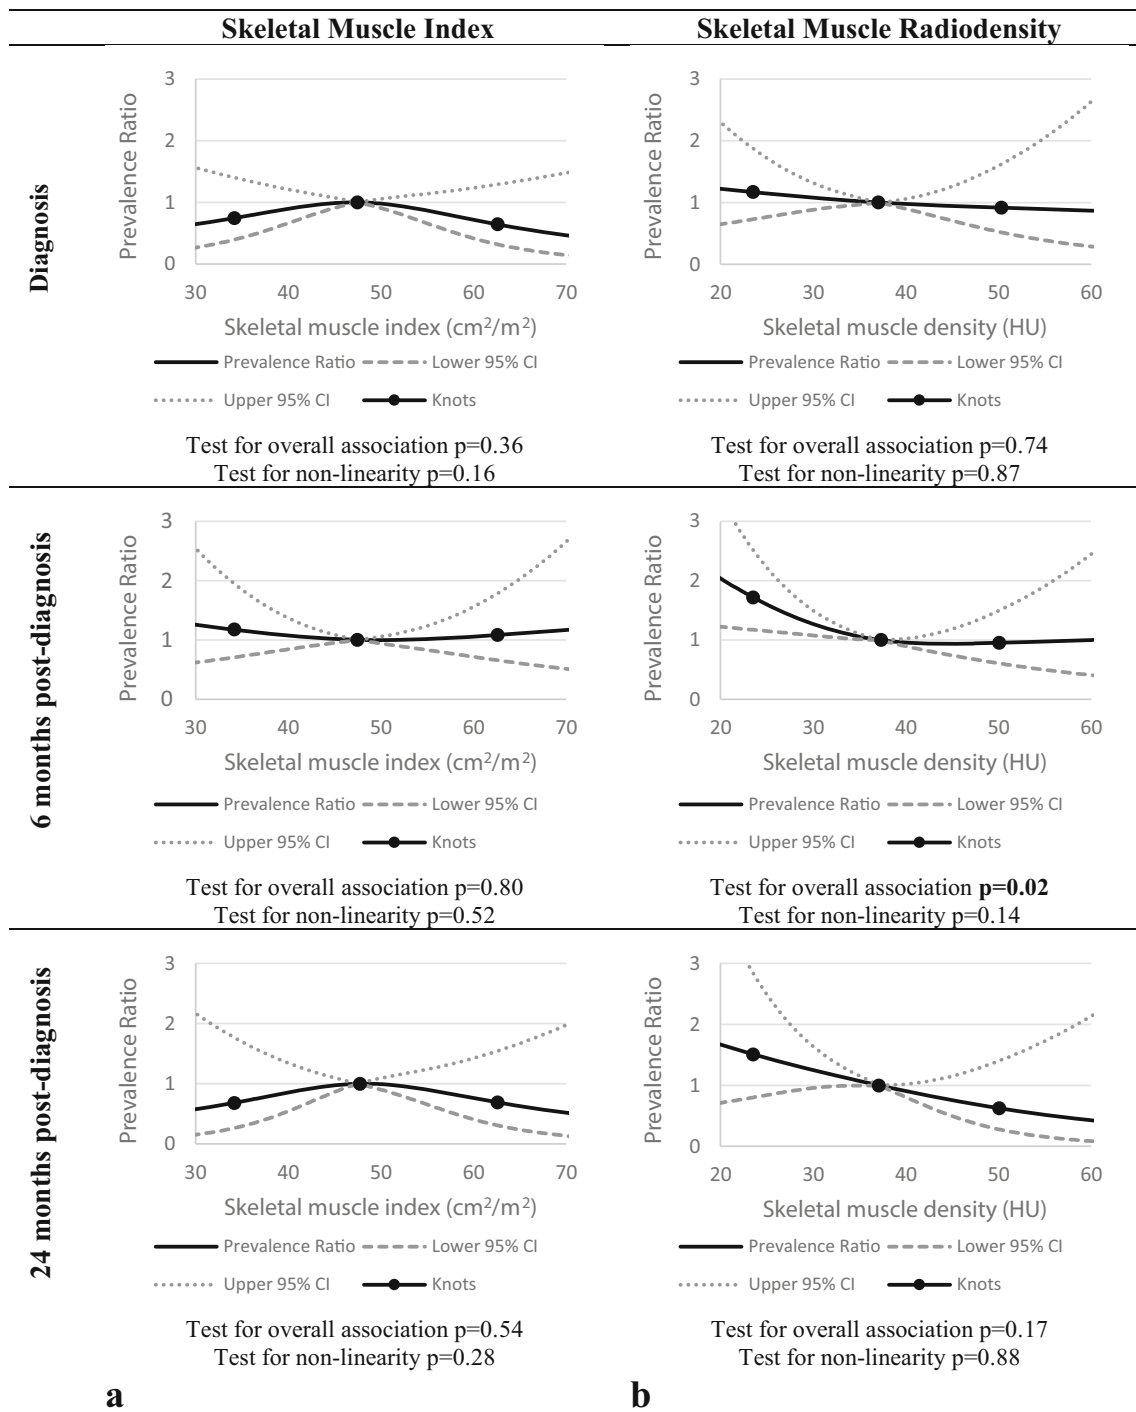 Skeletal Muscle Index
Skeletal Muscle Radiodensity
Diagnosis
Prevalence Ratio
3
2
1
0
30 40 50 60 70
Skeletal muscle index (cm²/m²)
Prevalence Ratio
Lower 95% CI
Upper 95% CI
Knots
Test for overall association p=0.36
Test for non-linearity p=0.16
Prevalence Ratio
3
2
1
0
20 30 40 50 60
Skeletal muscle density (HU)
Prevalence Ratio
Lower 95% CI
Upper 95% CI
Knots
Test for overall association p=0.74
Test for non-linearity p=0.87
6 months post-diagnosis
Prevalence Ratio
3
2
1
0
30 40 50 60 70
Skeletal muscle index (cm²/m²)
Prevalence Ratio
Lower 95% CI
Upper 95% CI
Knots
Test for overall association p=0.80
Test for non-linearity p=0.52
Prevalence Ratio
3
2
1
0
20 30 40 50 60
Skeletal muscle density (HU)
Prevalence Ratio
Lower 95% CI
Upper 95% CI
Knots
Test for overall association p=0.02
Test for non-linearity p=0.14
24 months post-diagnosis
Prevalence Ratio
3
2
1
0
30 40 50 60 70
Skeletal muscle index (cm²/m²)
Prevalence Ratio
Lower 95% CI
Upper 95% CI
Knots
Test for overall association p=0.54
Test for non-linearity p=0.28
Prevalence Ratio
3
2
1
0
20 30 40 50 60
Skeletal muscle density (HU)
Prevalence Ratio
Lower 95% CI
Upper 95% CI
Knots
Test for overall association p=0.17
Test for non-linearity p=0.88
a
b